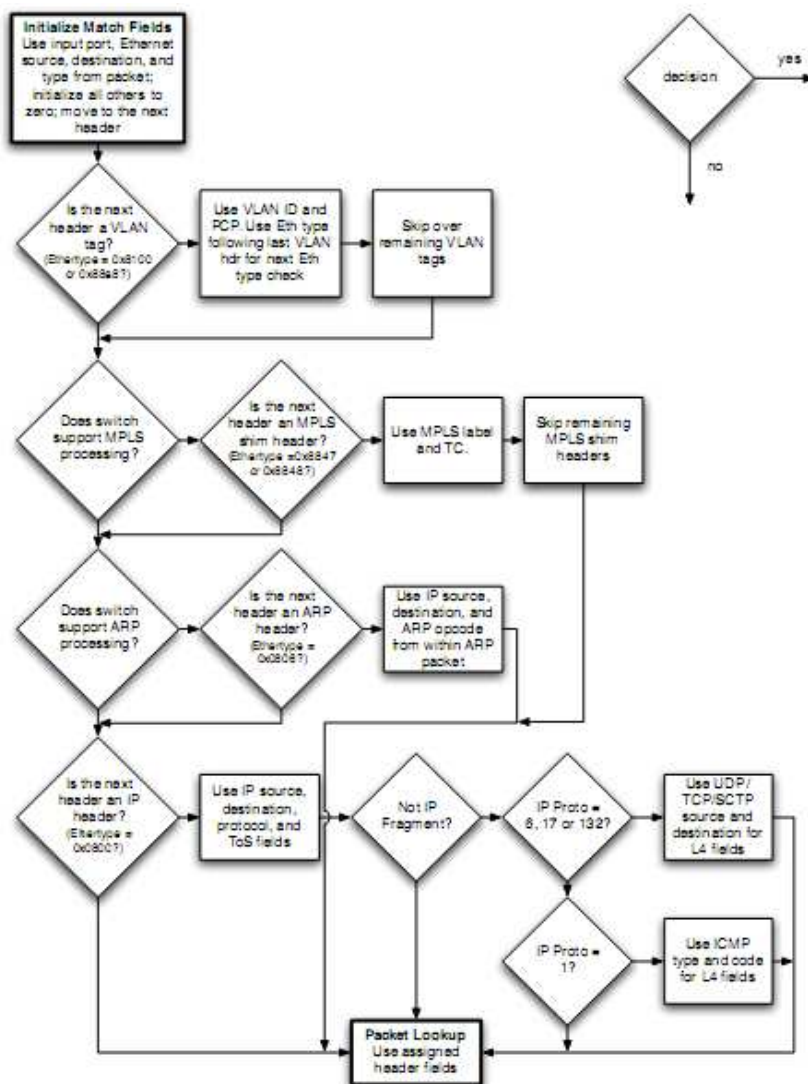 Initialize Match Fields
Use input port, Ethernet
source, destination, and
type from packet;
initialize all others to
zero; move to the next
header
decision
yes
no
Is the next
header a VLAN
tag?
(Ethertype = 0x8100
or 0x88a8?)
Use VLAN ID and
PCP. Use Eth type
following last VLAN
hdr for next Eth
type check
Skip over
remaining VLAN
tags
Does switch
support MPLS
processing?
Is the next
header an MPLS
shim header?
(Ethertype =0x8847
or 0x8848?)
Use MPLS label
and TC.
Skip remaining
MPLS shim
headers
Does switch
support ARP
processing?
Is the next
header an ARP
header?
(Ethertype =
0x0806?)
Use IP source,
destination, and
ARP opcode
from within ARP
packet
Is the next
header an IP
header?
(Ethertype =
0x0800?)
Use IP source,
destination,
protocol, and
ToS fields
Not IP
Fragment?
IP Proto =
6, 17 or 132?
Use UDP/
TCP/SCTP
source and
destination for
L4 fields
IP Proto =
1?
Use ICMP
type and code
for L4 fields
Packet Lookup
Use assigned
header fields